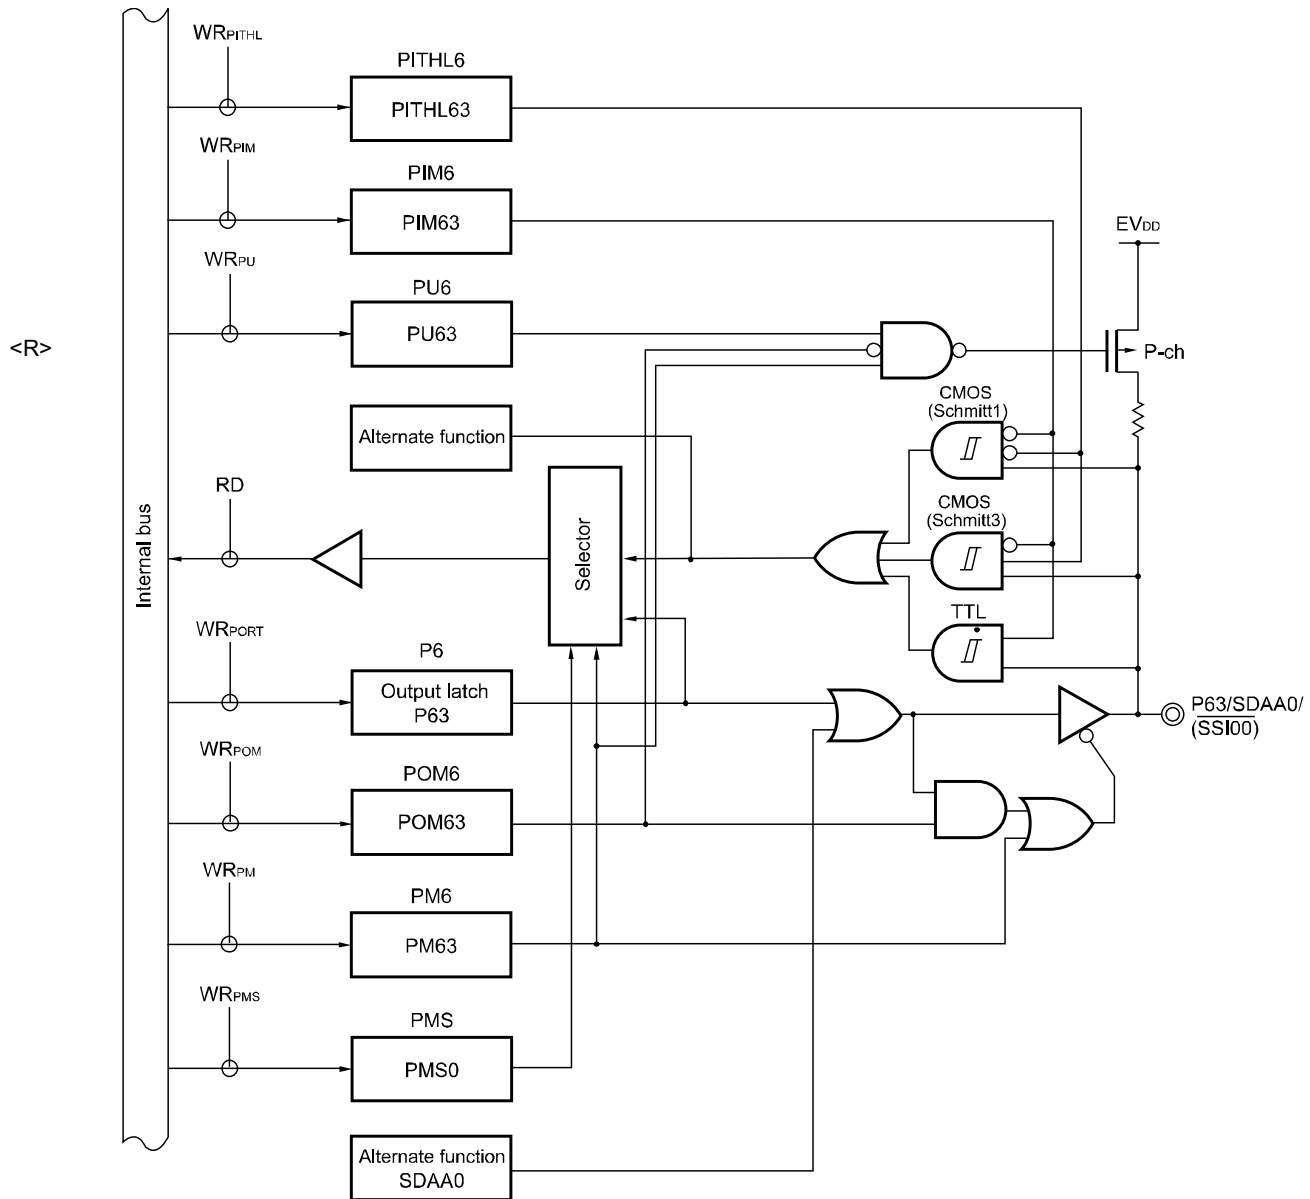 WRPITHL
PITHL6
PITHL63
WRPIM
PIM6
PIM63
EVDD
WRPU
PU6
PU63
<R>
P-ch
CMOS
(Schmitt1)
Alternate function
RD
CMOS
(Schmitt3)
Internal bus
Selector
TTL
WRPORT
P6
Output latch
P63
P63/SDAA0/
(SSI00)
WRPOM
POM6
POM63
WRPM
PM6
PM63
WRPMS
PMS
PMS0
Alternate function
SDAA0